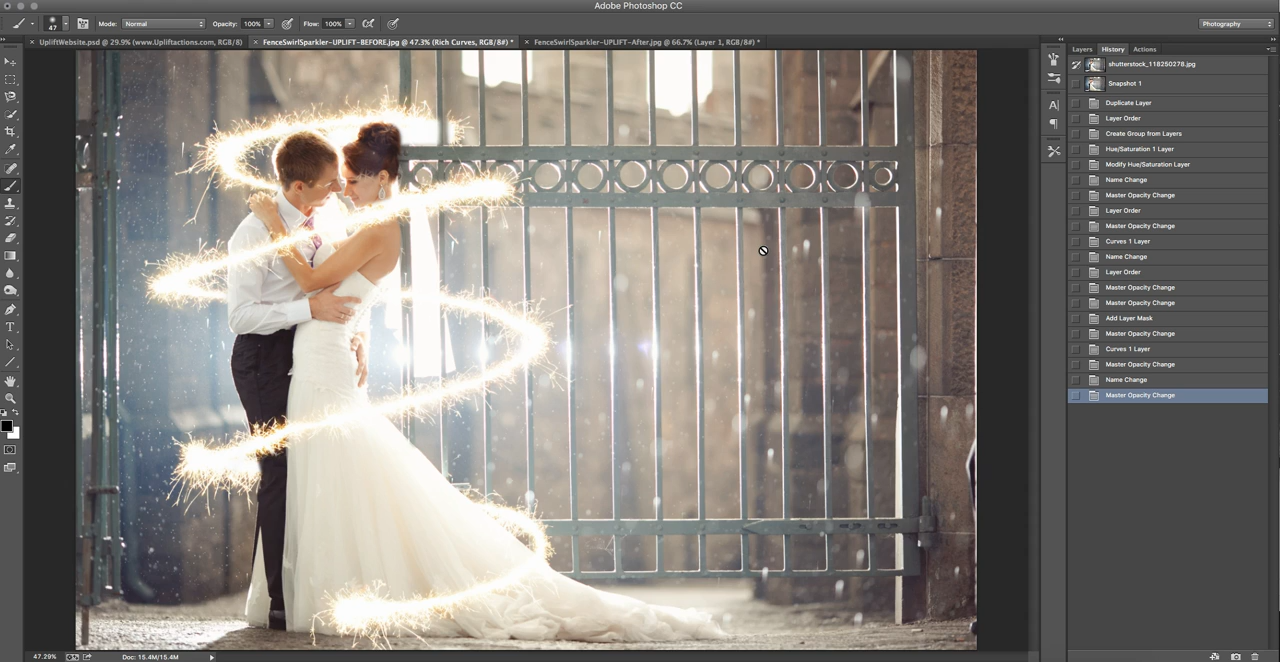 Adobe Photoshop CC
47 Mode: Normal Opacity: 100% Flow: 100% Photography
× UpliftWebsite.psd @ 29.9% (www.Upliftactions.com, RGB/8) × FenceSwirlSparkler-UPLIFT-BEFORE.jpg @ 47.3% (Rich Curves, RGB/8#) * × FenceSwirlSparkler-UPLIFT-After.jpg @ 66.7% (Layer 1, RGB/8#) *
Layers History Actions
shutterstock_118250278.jpg
Snapshot 1
Duplicate Layer
Layer Order
Create Group from Layers
Hue/Saturation 1 Layer
Modify Hue/Saturation Layer
Name Change
Master Opacity Change
Layer Order
Master Opacity Change
Curves 1 Layer
Name Change
Layer Order
Master Opacity Change
Master Opacity Change
Add Layer Mask
Master Opacity Change
Curves 1 Layer
Master Opacity Change
Name Change
Master Opacity Change
47.29% Doc: 15.4M/15.4M